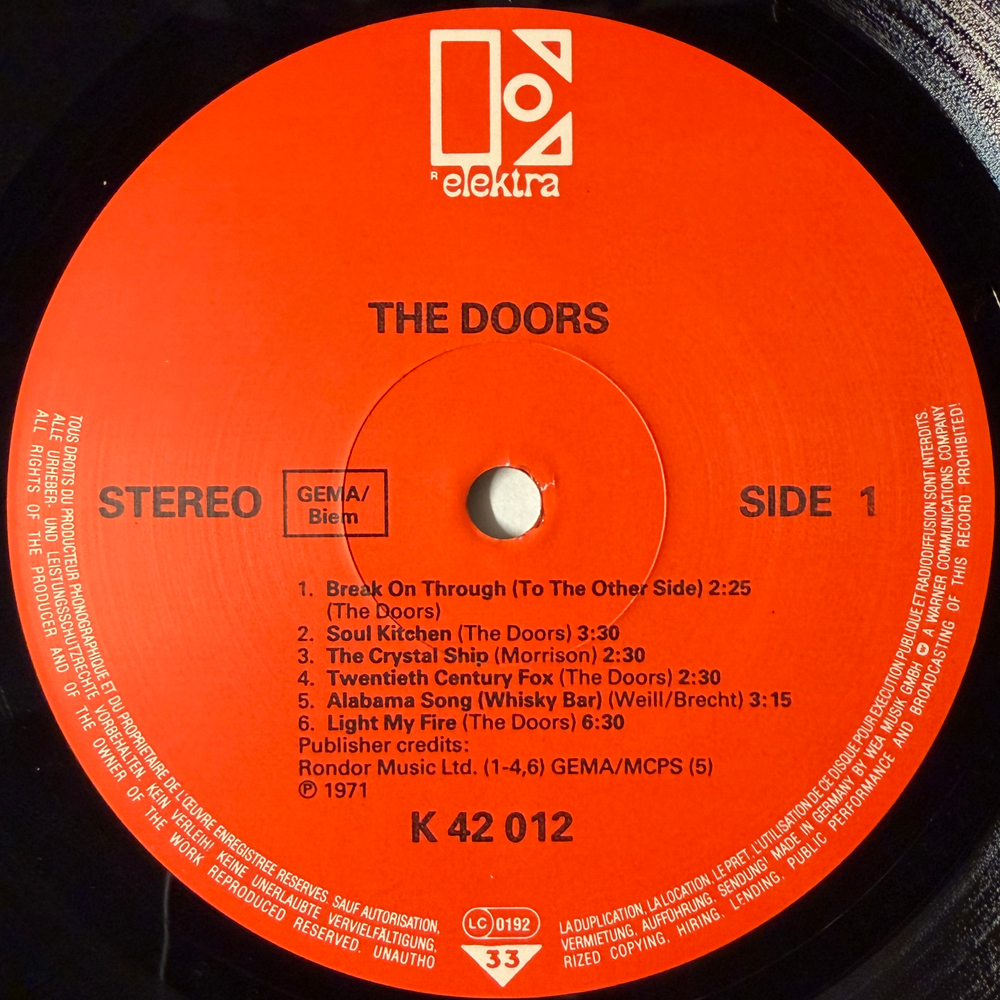 R elektra
THE DOORS
STEREO
GEMA/
Biem
SIDE 1
1. Break On Through (To The Other Side) 2:25
(The Doors)
2. Soul Kitchen (The Doors) 3:30
3. The Crystal Ship (Morrison) 2:30
4. Twentieth Century Fox (The Doors) 2:30
5. Alabama Song (Whisky Bar) (Weill/Brecht) 3:15
6. Light My Fire (The Doors) 6:30
Publisher credits:
Rondor Music Ltd. (1-4,6) GEMA/MCPS (5)
Ⓟ 1971
K 42 012
TOUS DROITS DU PRODUCTEUR PHONOGRAPHIQUE ET DU PROPRIETAIRE DE L'ŒUVRE ENREGISTREE RESERVES. SAUF AUTORISATION,
LA DUPLICATION, LA LOCATION, LE PRET, L'UTILISATION DE CE DISQUE POUR EXECUTION PUBLIQUE ET RADIODIFFUSION SONT INTERDITS.
ALLE URHEBER- UND LEISTUNGSSCHUTZRECHTE VORBEHALTEN. KEIN VERLEIH! KEINE UNERLAUBTE VERVIELFÄLTIGUNG,
VERMIETUNG, AUFFÜHRUNG, SENDUNG! MADE IN GERMANY BY WEA MUSIK GMBH A WARNER COMMUNICATIONS COMPANY
ALL RIGHTS OF THE PRODUCER AND OF THE OWNER OF THE WORK REPRODUCED RESERVED. UNAUTHO
RIZED COPYING, HIRING, LENDING, PUBLIC PERFORMANCE AND BROADCASTING OF THIS RECORD PROHIBITED!
LC 0192
33